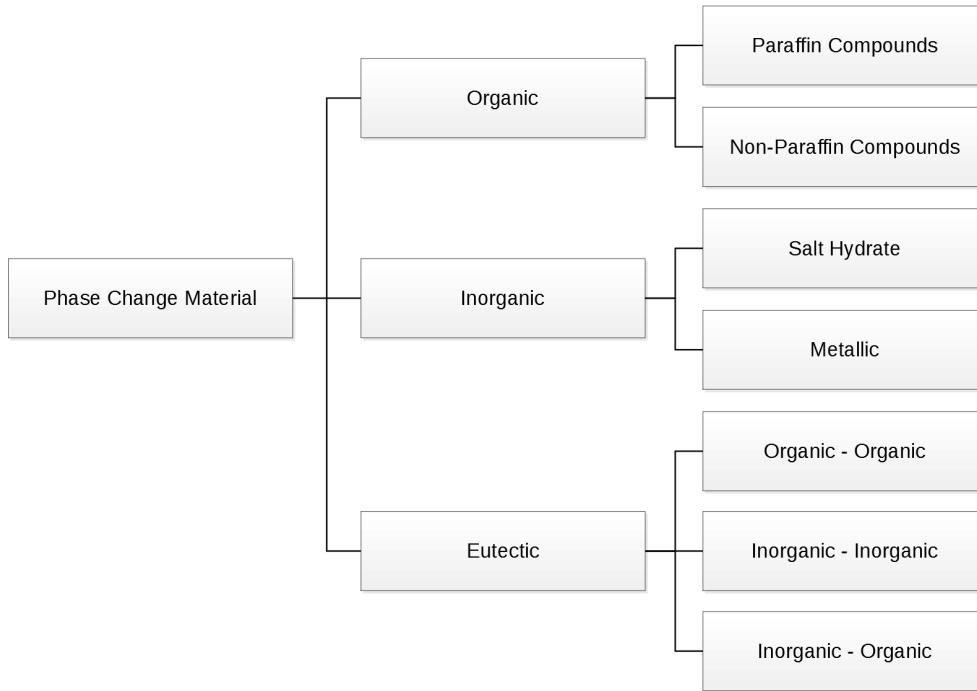 Phase Change Material
Organic
Paraffin Compounds
Non-Paraffin Compounds
Inorganic
Salt Hydrate
Metallic
Eutectic
Organic - Organic
Inorganic - Inorganic
Inorganic - Organic